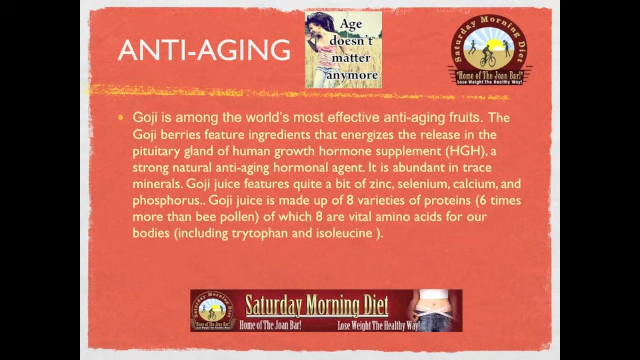 ANTI-AGING
Age
doesn't
matter
anymore
Saturday Morning Diet
"Home of The Joan Bar!"
Lose Weight The Healthy Way!
• Goji is among the world's most effective anti-aging fruits. The
Goji berries feature ingredients that energizes the release in the
pituitary gland of human growth hormone supplement (HGH), a
strong natural anti-aging hormonal agent. It is abundant in trace
minerals. Goji juice features quite a bit of zinc, selenium, calcium, and
phosphorus.. Goji juice is made up of 8 varieties of proteins (6 times
more than bee pollen) of which 8 are vital amino acids for our
bodies (including trytophan and isoleucine ).
Saturday Morning Diet
Home of The Joan Bar! Lose Weight The Healthy Way!